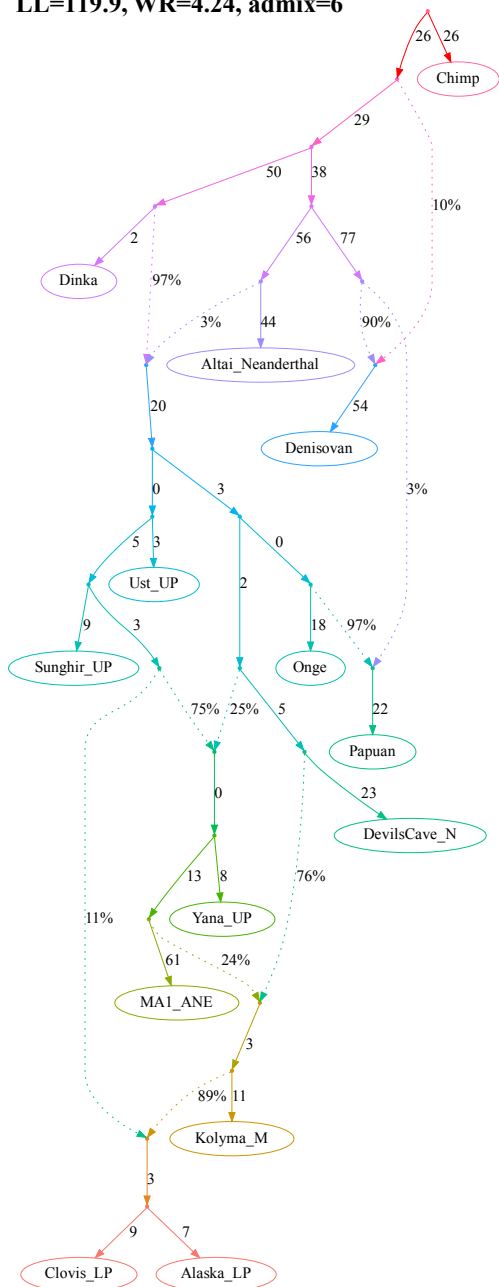 LL=119.9, WR=4.24, admix=6
26 26
Chimp
29
50 38
10%
2 56 77
Dinka
97% 3% 44 90%
Altai_Neanderthal
20 54
Denisovan
0 3 3%
5 3 0
Ust_UP
9 3 2 18 97%
Sunghir_UP Onge
75% 25% 5 22
Papuan
0 23
DevilsCave_N
13 8 76%
Yana_UP
11%
61 24%
MA1_ANE
3
89% 11
Kolyma_M
3
9 7
Clovis_LP Alaska_LP